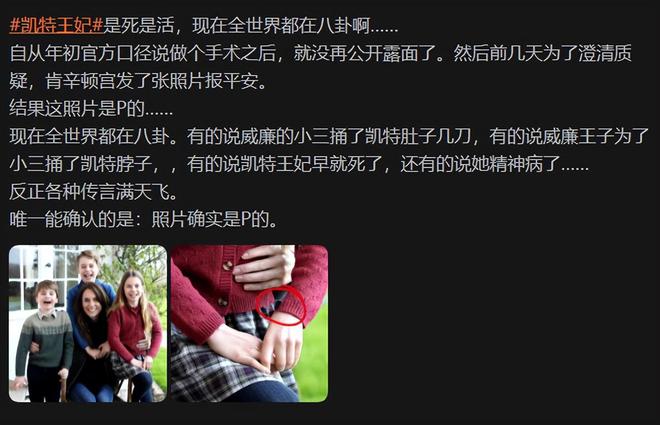 #凯特王妃#是死是活，现在全世界都在八卦啊......
自从年初官方口径说做个手术之后，就没再公开露面了。然后前几天为了澄清质
疑，肯辛顿宫发了张照片报平安。
结果这照片是P的......
现在全世界都在八卦。有的说威廉的小三捅了凯特肚子几刀，有的说威廉王子为了
小三捅了凯特脖子，，有的说凯特王妃早就死了，还有的说她精神病了......
反正各种传言满天飞。
唯一能确认的是：照片确实是P的。